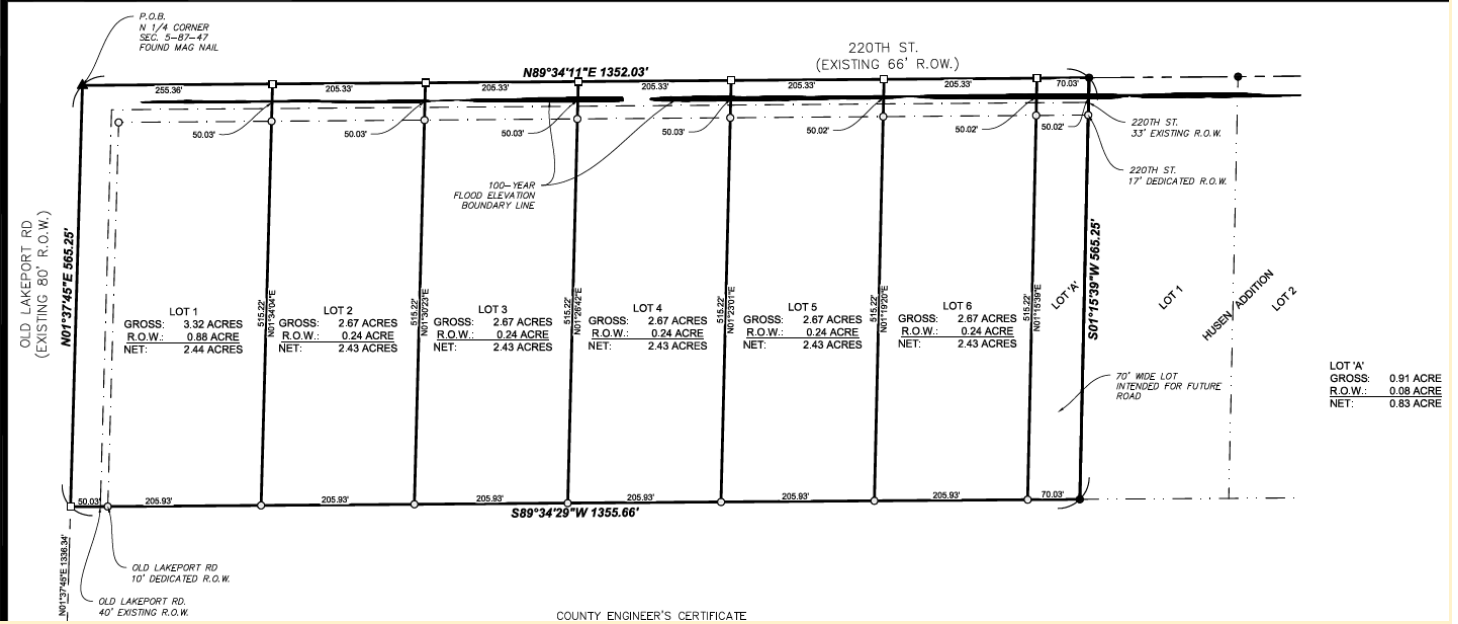 P.O.B.
N 1/4 CORNER
SEC. 5-87-47
FOUND MAG NAIL
220TH ST.
(EXISTING 66' R.OW.)
N89°34'11"E 1352.03'
255.36'
205.33'
205.33'
205.33'
205.33'
205.33'
70.03'
50.03'
50.03'
50.03'
50.03'
50.02'
50.02'
50.02'
220TH ST.
33' EXISTING R.O.W.
220TH ST.
17' DEDICATED R.O.W.
100-YEAR
FLOOD ELEVATION
BOUNDARY LINE
OLD LAKEPORT RD
(EXISTING 80' R.O.W.)
N01°37'45"E 565.25'
LOT 1
GROSS: 3.32 ACRES
R.O.W.: 0.88 ACRE
NET: 2.44 ACRES
515.22'
N01°34'04"E
LOT 2
GROSS: 2.67 ACRES
R.O.W.: 0.24 ACRE
NET: 2.43 ACRES
515.22'
N01°30'23"E
LOT 3
GROSS: 2.67 ACRES
R.O.W.: 0.24 ACRE
NET: 2.43 ACRES
515.22'
N01°26'42"E
LOT 4
GROSS: 2.67 ACRES
R.O.W.: 0.24 ACRE
NET: 2.43 ACRES
515.22'
N01°23'01"E
LOT 5
GROSS: 2.67 ACRES
R.O.W.: 0.24 ACRE
NET: 2.43 ACRES
515.22'
N01°19'20"E
LOT 6
GROSS: 2.67 ACRES
R.O.W.: 0.24 ACRE
NET: 2.43 ACRES
515.22'
N01°15'39"E
LOT 'A'
S01°15'39"W 565.25'
LOT 1
HUSEN ADDITION
LOT 2
70' WIDE LOT
INTENDED FOR FUTURE
ROAD
LOT 'A'
GROSS: 0.91 ACRE
R.O.W.: 0.08 ACRE
NET: 0.83 ACRE
50.03'
205.93'
205.93'
205.93'
205.93'
205.93'
205.93'
70.03'
S89°34'29"W 1355.66'
N01°37'45"E 1336.34'
OLD LAKEPORT RD
10' DEDICATED R.O.W.
OLD LAKEPORT RD.
40' EXISTING R.O.W.
COUNTY ENGINEER'S CERTIFICATE